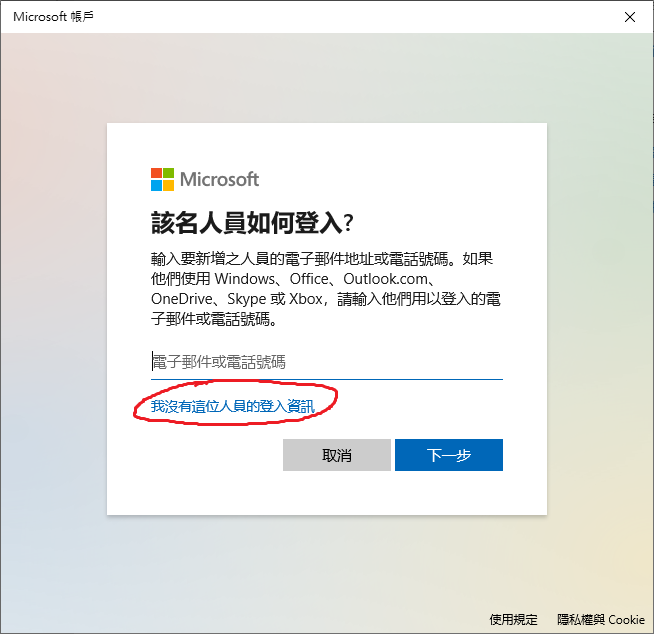 Microsoft 帳戶
Microsoft
該名人員如何登入?
輸入要新增之人員的電子郵件地址或電話號碼。如果
他們使用 Windows、Office、Outlook.com、
OneDrive、Skype 或 Xbox，請輸入他們用以登入的電
子郵件或電話號碼。
電子郵件或電話號碼
我沒有這位人員的登入資訊
取消
下一步
使用規定
隱私權與 Cookie